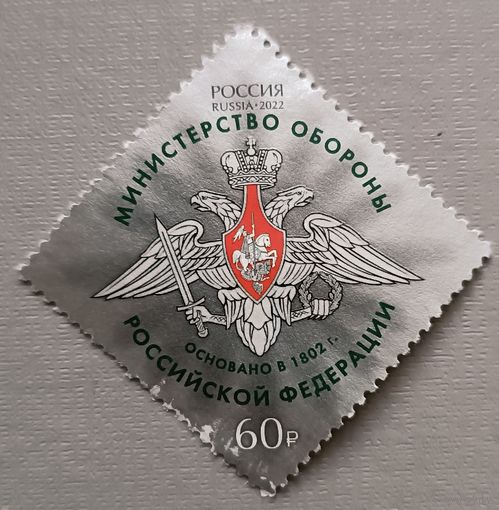 РОССИЯ
RUSSIA • 2022
МИНИСТЕРСТВО ОБОРОНЫ
ОСНОВАНО В 1802 г.
РОССИЙСКОЙ ФЕДЕРАЦИИ
60₽